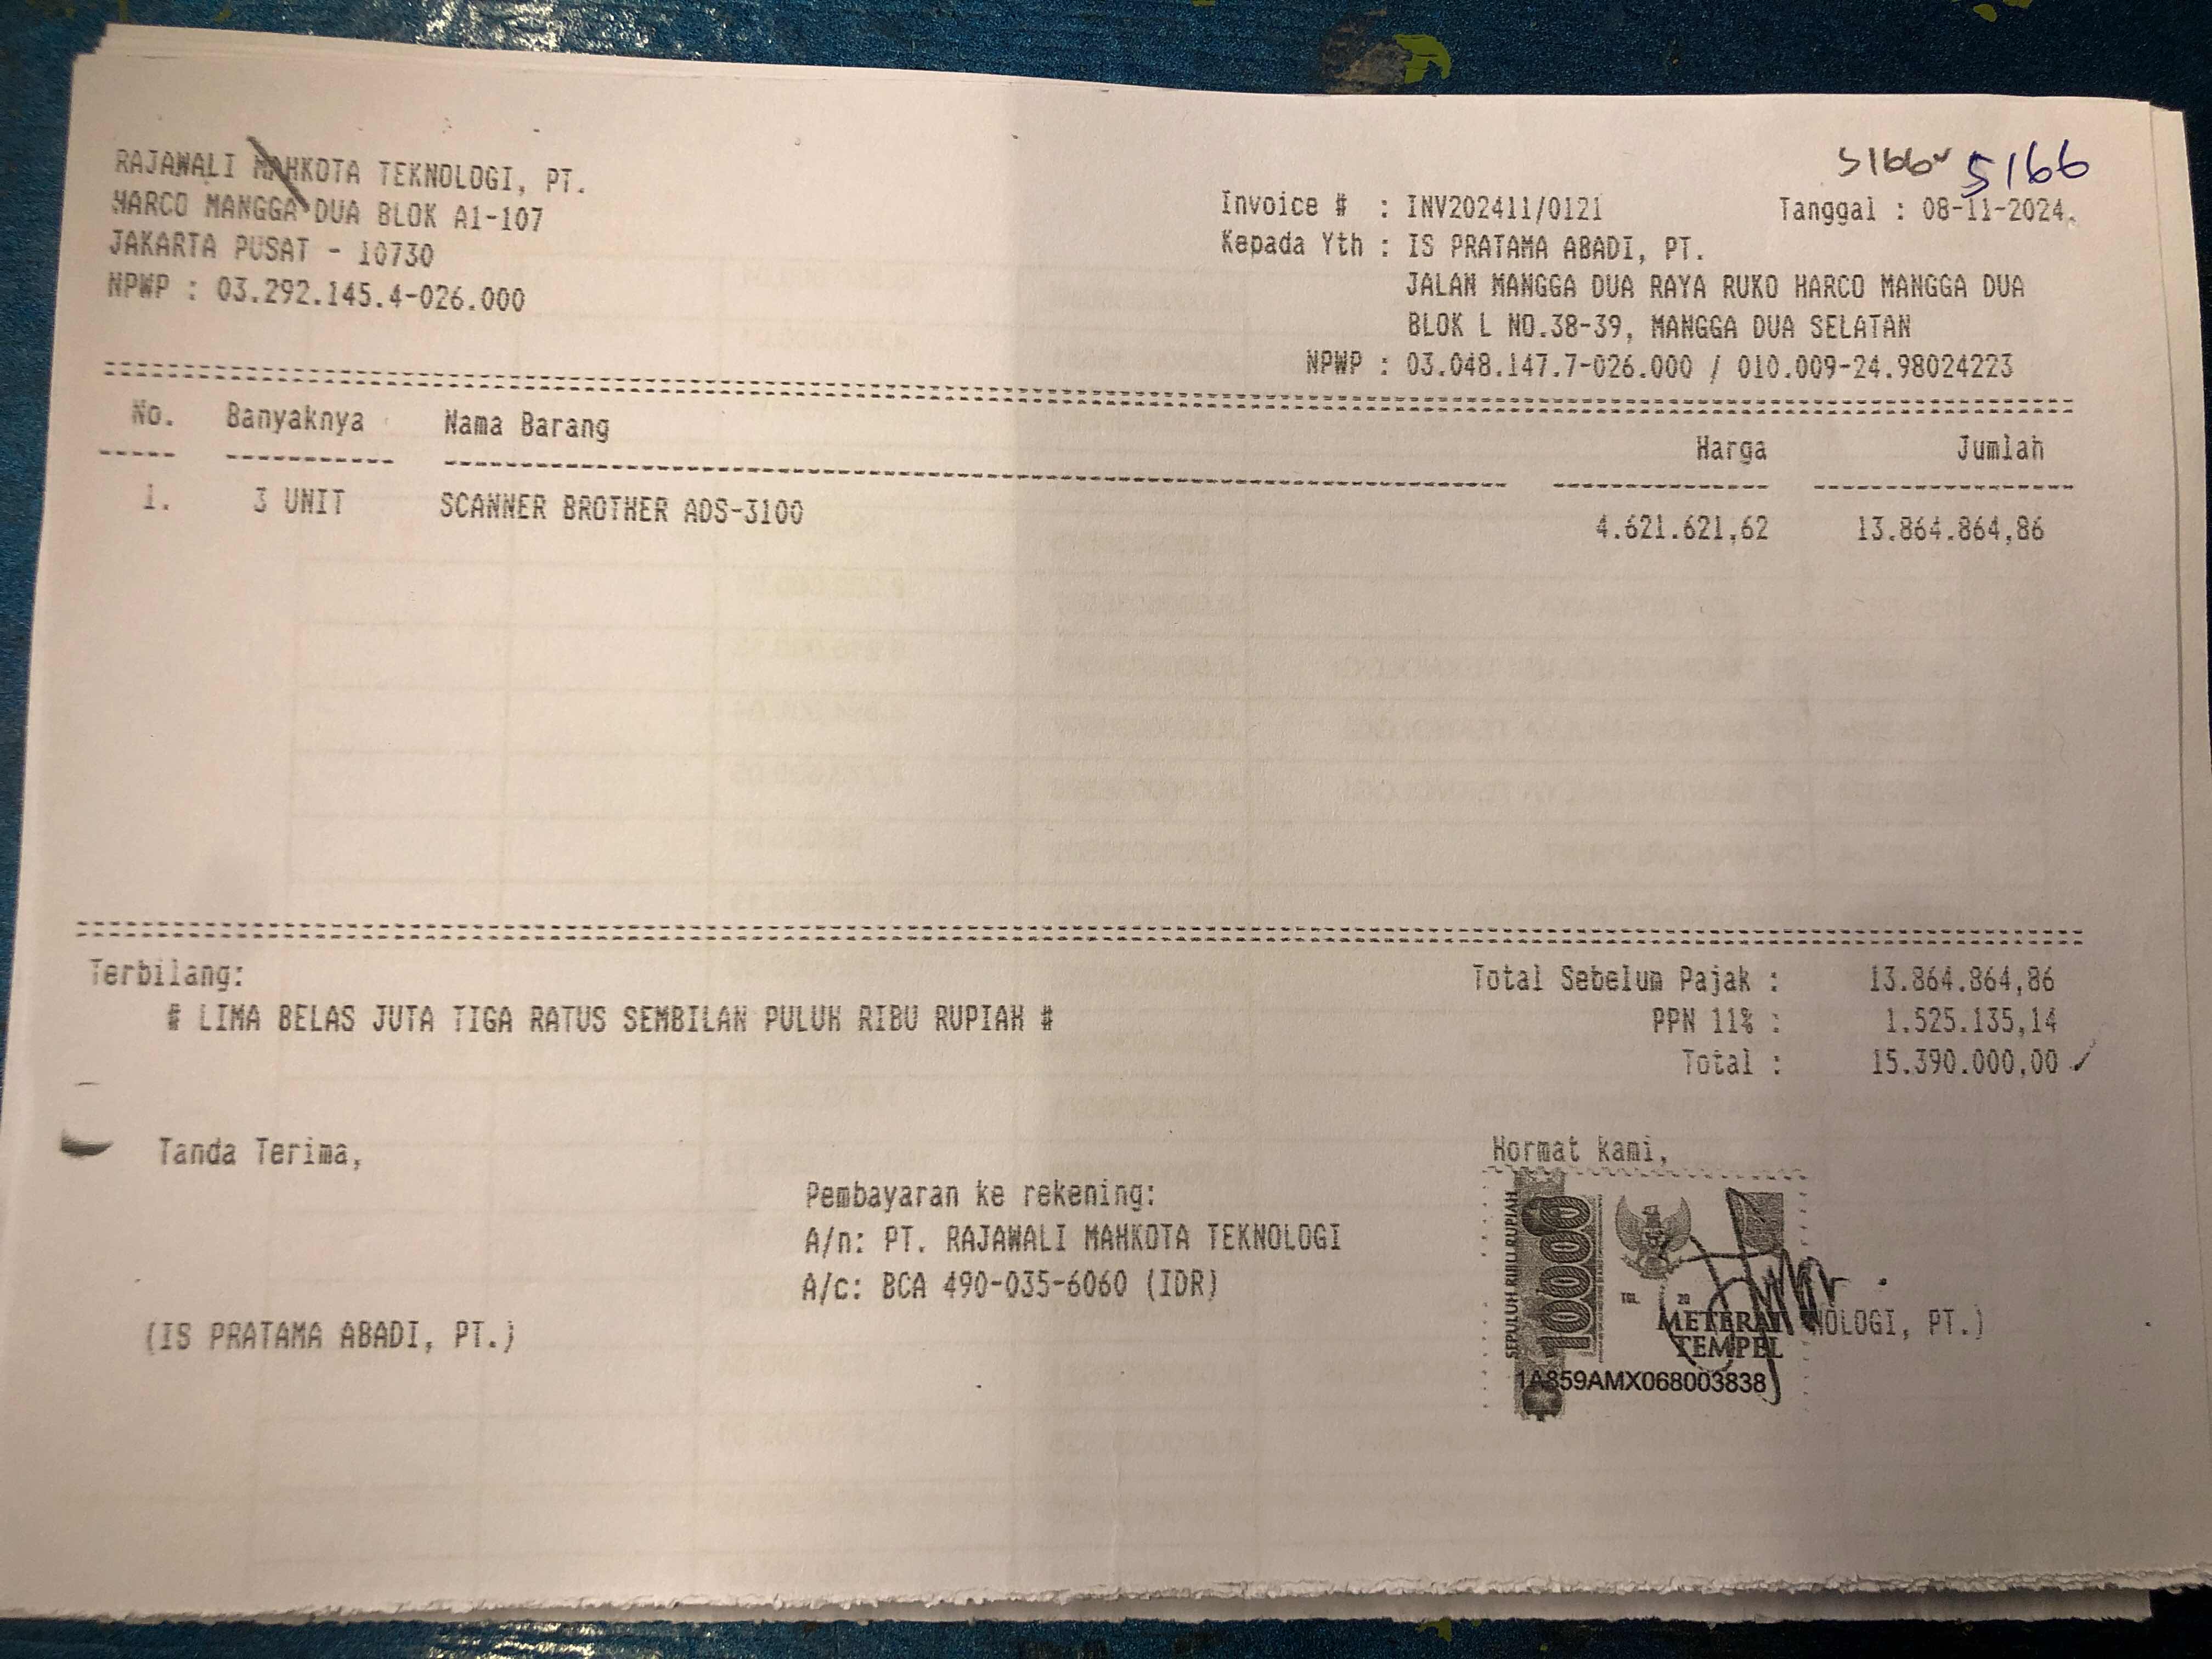 5166 5166
RAJAWALI MAHKOTA TEKNOLOGI, PT.
HARCO MANGGA DUA BLOK A1-107
JAKARTA PUSAT - 10730
NPWP : 03.292.145.4-026.000
Invoice # : INV202411/0121 Tanggal : 08-11-2024
Kepada Yth : IS PRATAMA ABADI, PT.
JALAN MANGGA DUA RAYA RUKO HARCO MANGGA DUA
BLOK L NO.38-39, MANGGA DUA SELATAN
NPWP : 03.048.147.7-026.000 / 010.009-24.98024223
No. Banyaknya Nama Barang Harga Jumlah
1. 3 UNIT SCANNER BROTHER ADS-3100 4.621.621,62 13.864.864,86
Terbilang:
# LIMA BELAS JUTA TIGA RATUS SEMBILAN PULUH RIBU RUPIAH #
Total Sebelum Pajak : 13.864.864,86
PPN 11% : 1.525.135,14
Total : 15.390.000,00
Tanda Terima,
(IS PRATAMA ABADI, PT.)
Pembayaran ke rekening:
A/n: PT. RAJAWALI MAHKOTA TEKNOLOGI
A/c: BCA 490-035-6060 (IDR)
Hormat kami,
SEPULUH RIBU RUPIAH
10000
TGL 20
METERAI
TEMPEL
1A859AMX068003838
NOLOGI, PT.)